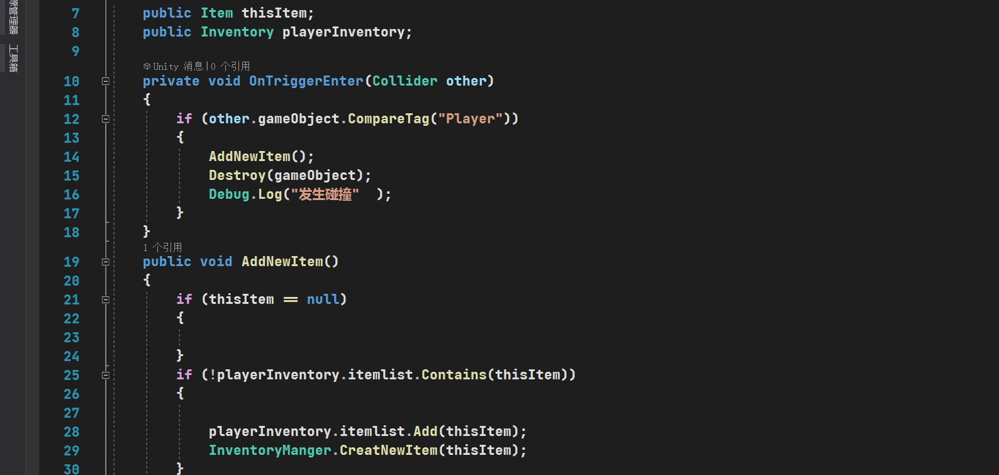 源管理器
工具箱
7 public Item thisItem;
8 public Inventory playerInventory;
9
Unity 消息|0 个引用
10 private void OnTriggerEnter(Collider other)
11 {
12 if (other.gameObject.CompareTag("Player"))
13 {
14 AddNewItem();
15 Destroy(gameObject);
16 Debug.Log("发生碰撞"  );
17 }
18 }
1 个引用
19 public void AddNewItem()
20 {
21 if (thisItem == null)
22 {
23
24 }
25 if (!playerInventory.itemlist.Contains(thisItem))
26 {
27
28 playerInventory.itemlist.Add(thisItem);
29 InventoryManger.CreatNewItem(thisItem);
30 }